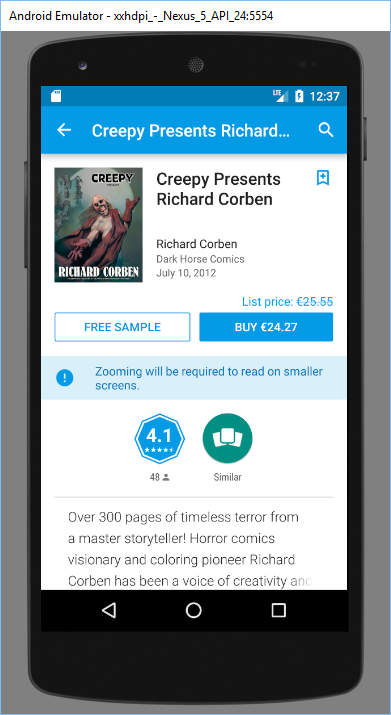 Android Emulator - xxhdpi_-_Nexus_5_API_24:5554
LTE 12:37
Creepy Presents Richard...
CREEPY
RICHARD CORBEN
Creepy Presents
Richard Corben
Richard Corben
Dark Horse Comics
July 10, 2012
List price: €25.55
FREE SAMPLE
BUY €24.27
Zooming will be required to read on smaller
screens.
4.1
48
Similar
Over 300 pages of timeless terror from
a master storyteller! Horror comics
visionary and coloring pioneer Richard
Corben has been a voice of creativity and